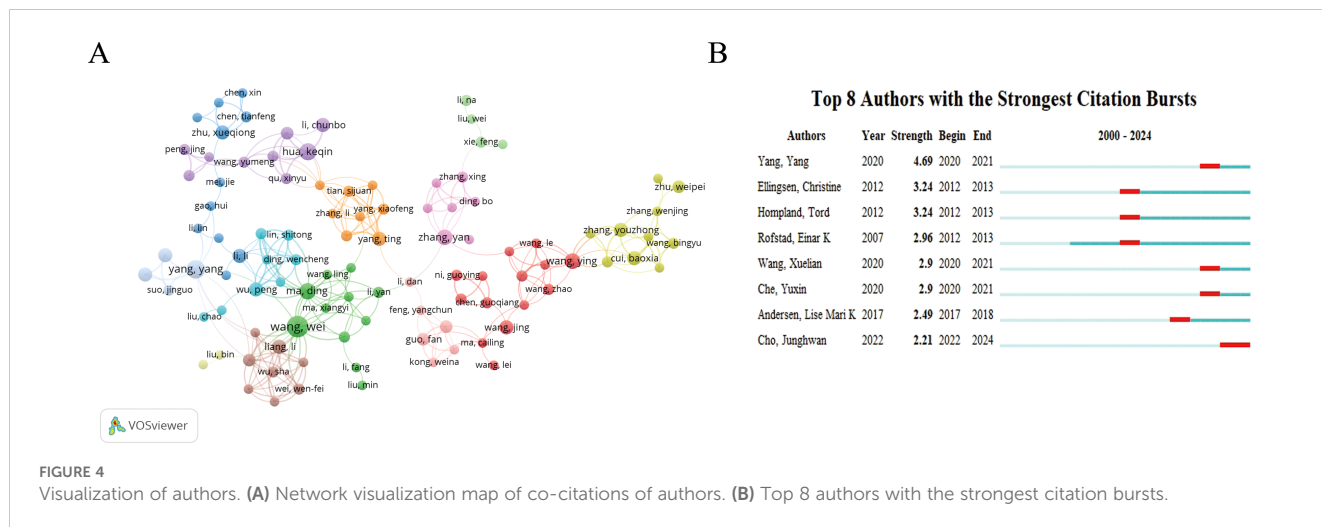 A
B
chen, xin
chen, tianfeng
zhu, xueqiong
li, chunbo
hua, keqin
peng, jing
wang, yumeng
qu, xinyu
mei, jie
gao, hui
li, lin
li, na
liu, wei
xie, feng
zhang, xing
ding, bo
zhang, yan
tian, sijuan
zhang, li
yang, xiaofeng
yang, ting
zhu, weipei
zhang, wenjing
zhang, youzhong
wang, bingyu
cui, baoxia
wang, le
wang, ying
wang, zhao
ni, guoying
chen, guoqiang
li, dan
feng, yangchun
wang, jing
guo, fan
ma, cailing
kong, weina
wang, lei
lin, shitong
li, li
ding, wencheng
yang, yang
suo, jinguo
wu, peng
wang, ling
ma, ding
li, yan
ma, xiangyi
liu, chao
wang, wei
liu, bin
liang, li
wu, sha
wei, wen-fei
li, fang
liu, min
VOSviewer
Top 8 Authors with the Strongest Citation Bursts
Authors Year Strength Begin End 2000 - 2024
Yang, Yang 2020 4.69 2020 2021
Ellingsen, Christine 2012 3.24 2012 2013
Hompland, Tord 2012 3.24 2012 2013
Rofstad, Einar K 2007 2.96 2012 2013
Wang, Xuelian 2020 2.9 2020 2021
Che, Yuxin 2020 2.9 2020 2021
Andersen, Lise Mari K 2017 2.49 2017 2018
Cho, Junghwan 2022 2.21 2022 2024
FIGURE 4
Visualization of authors. (A) Network visualization map of co-citations of authors. (B) Top 8 authors with the strongest citation bursts.